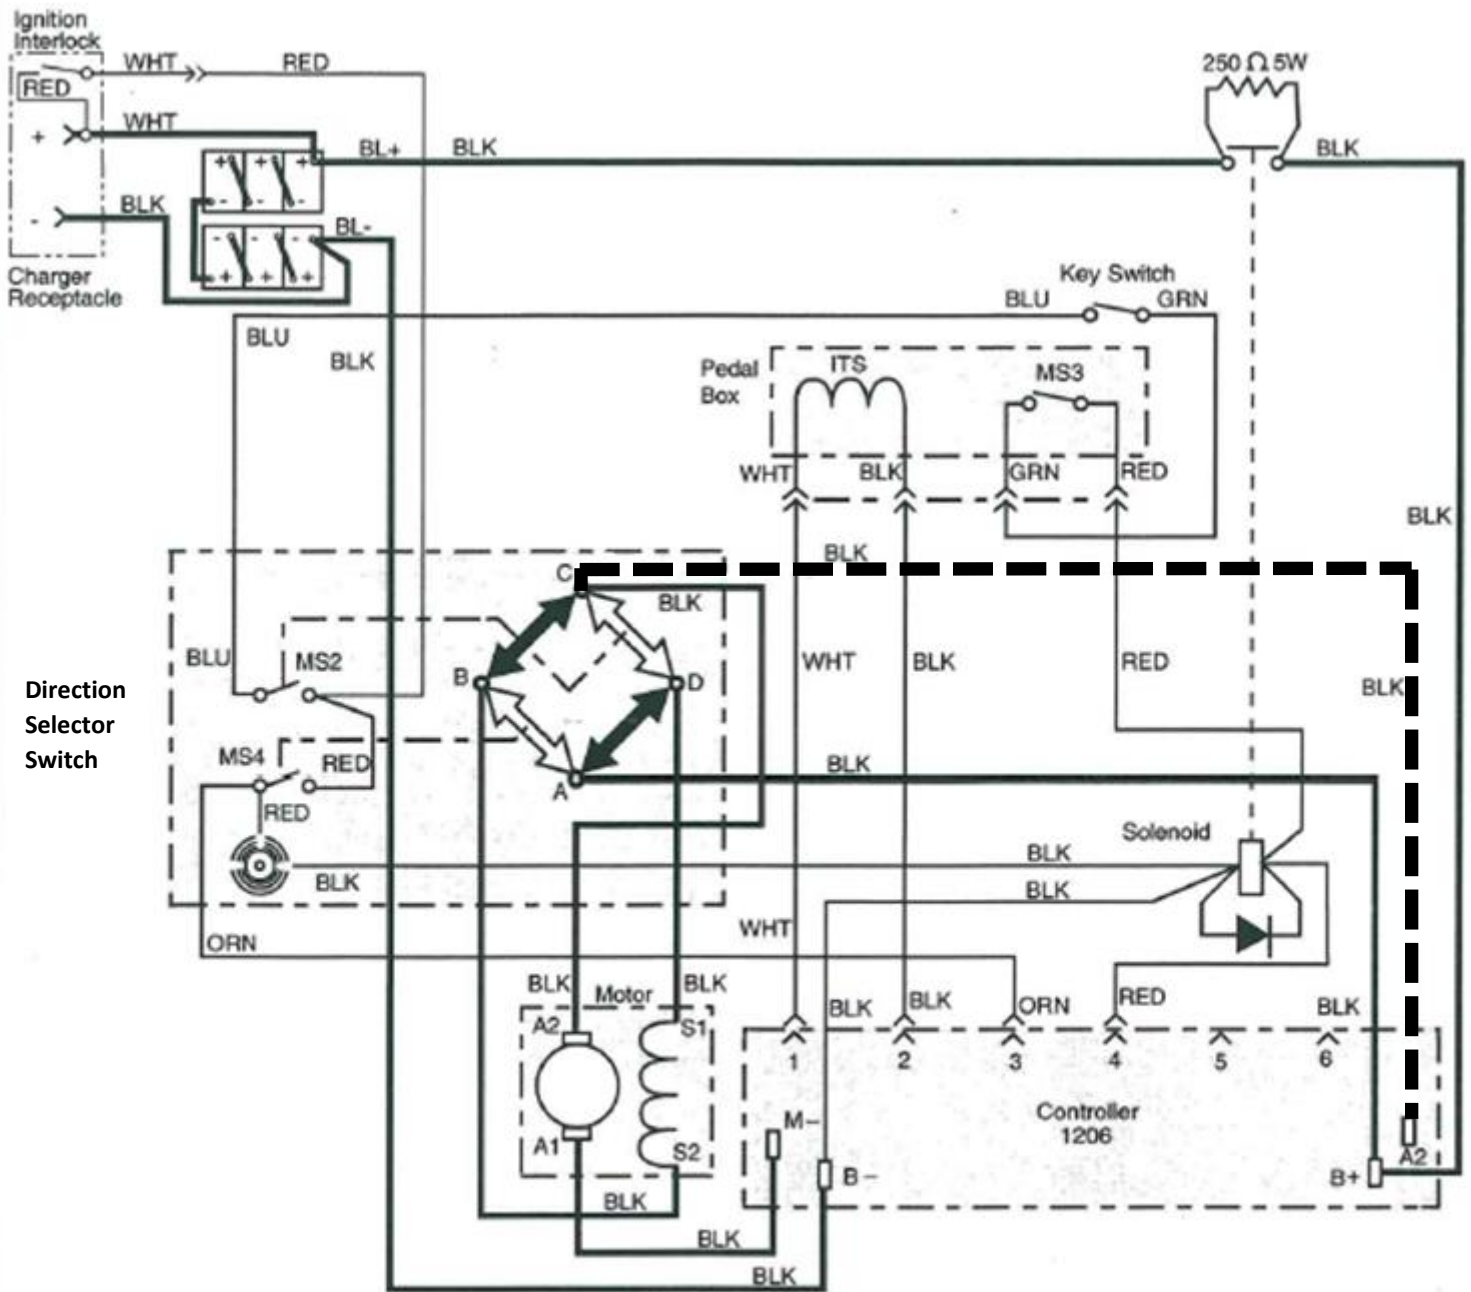 Ignition
Interlock
WHT
RED
RED
250 Ω 5W
+
WHT
BL+
BLK
BLK
+ + +
- - -
-
BLK
BL-
- - -
+ + +
Charger
Receptacle
Key Switch
BLU
GRN
BLU
BLK
Pedal
Box
ITS
MS3
WHT
BLK
GRN
RED
BLK
BLK
C
BLK
BLU
MS2
WHT
BLK
RED
B
D
BLK
Direction
Selector
Switch
MS4
RED
BLK
A
RED
Solenoid
BLK
BLK
BLK
WHT
ORN
BLK
Motor
BLK
BLK
BLK
ORN
RED
BLK
A2
S1
1
2
3
4
5
6
Controller
1206
M-
A1
S2
A2
B-
B+
BLK
BLK
BLK